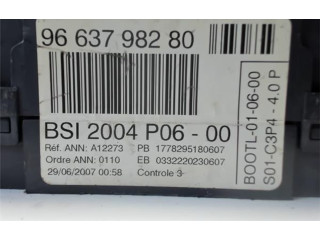 96 637 982 80
BSI 2004 P06 - 00
Réf. ANN: A12273 PB 1778295180607
Ordre ANN: 0110 EB 0332220230607
29/06/2007 00:58 Controle 3
BOOTL-01-06-00
S01-C3P4 - 4.0 P